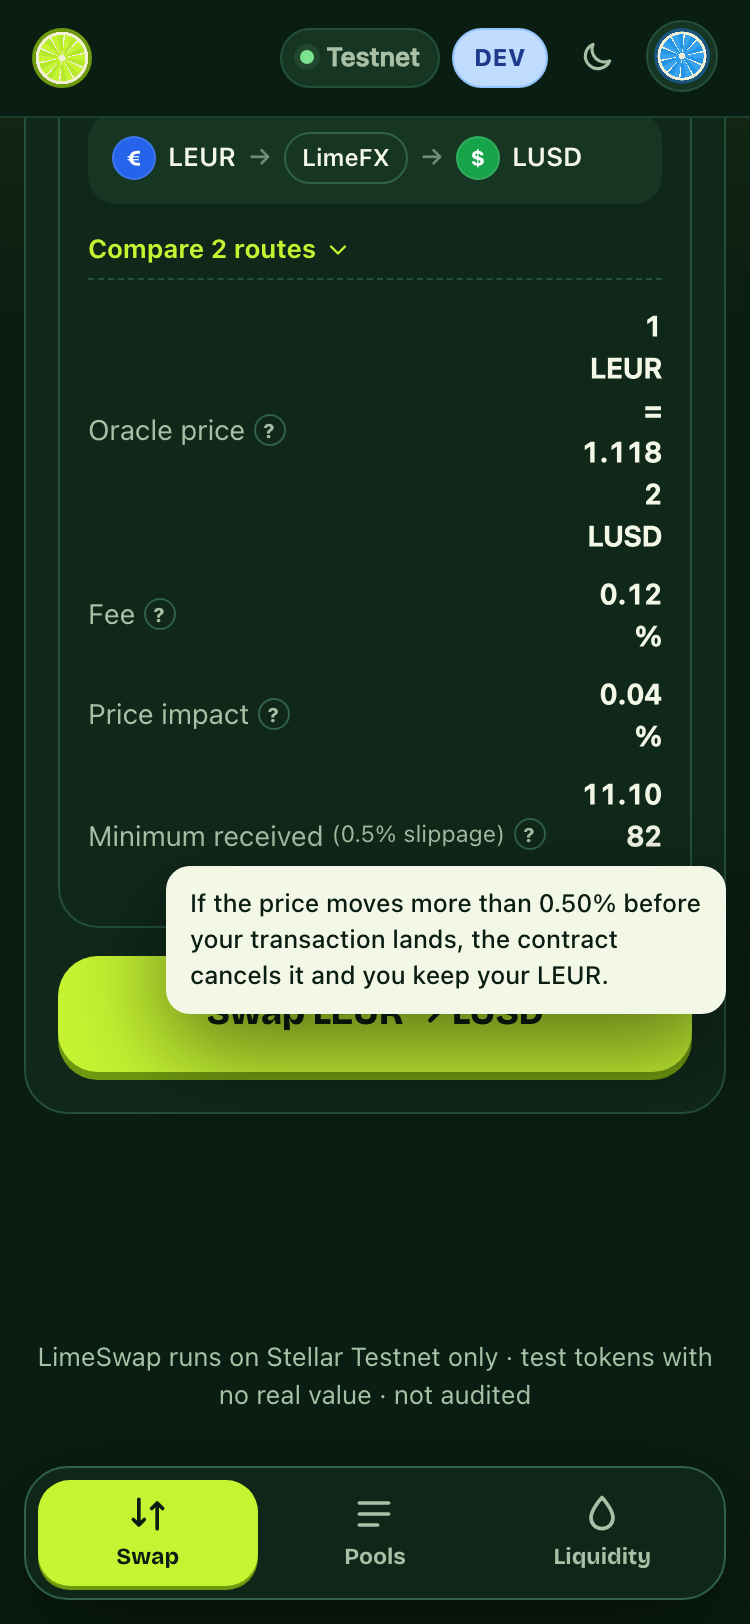 Testnet DEV
€ LEUR → LimeFX → $ LUSD
Compare 2 routes
1
LEUR
=
Oracle price ?
1.118
2
LUSD
0.12
Fee ?
%
0.04
Price impact ?
%
11.10
Minimum received (0.5% slippage) ? 82
If the price moves more than 0.50% before
your transaction lands, the contract
cancels it and you keep your LEUR.
Swap LEUR → LUSD
LimeSwap runs on Stellar Testnet only · test tokens with
no real value · not audited
Swap Pools Liquidity